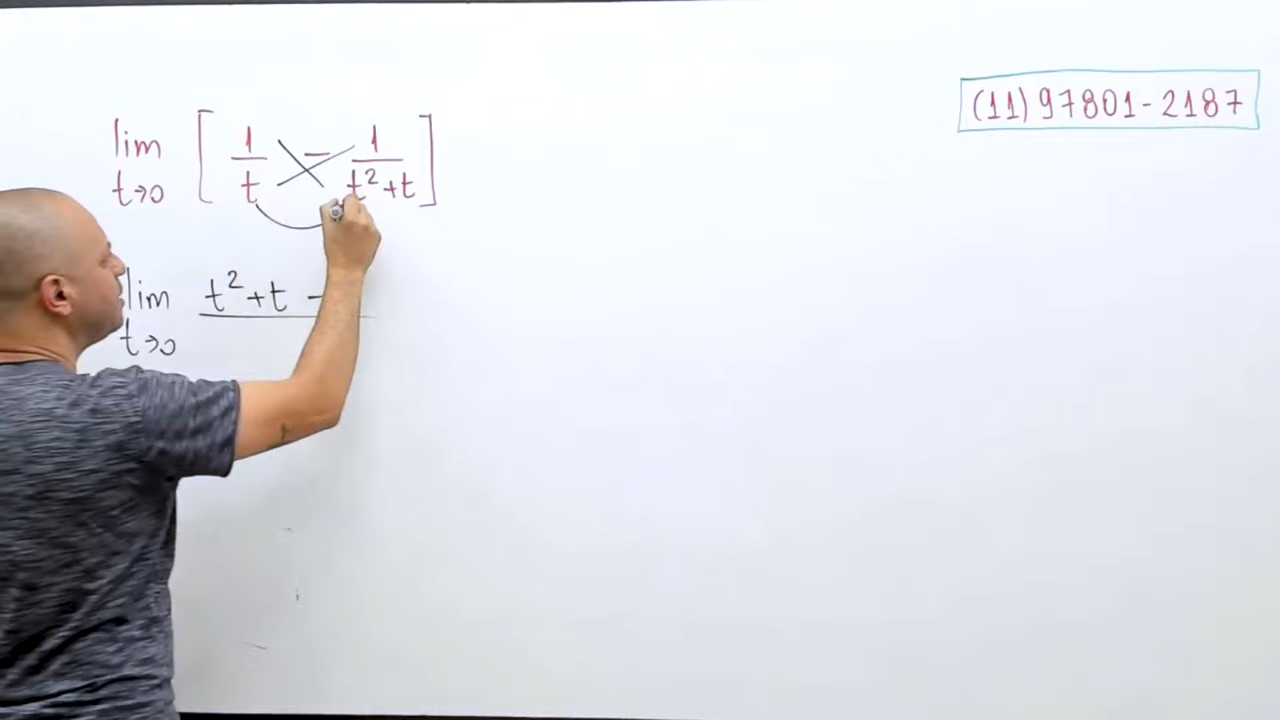 (11) 97801-2187
lim t→0 [ 1/t - 1/(t²+t) ]
lim t→0 t²+t -